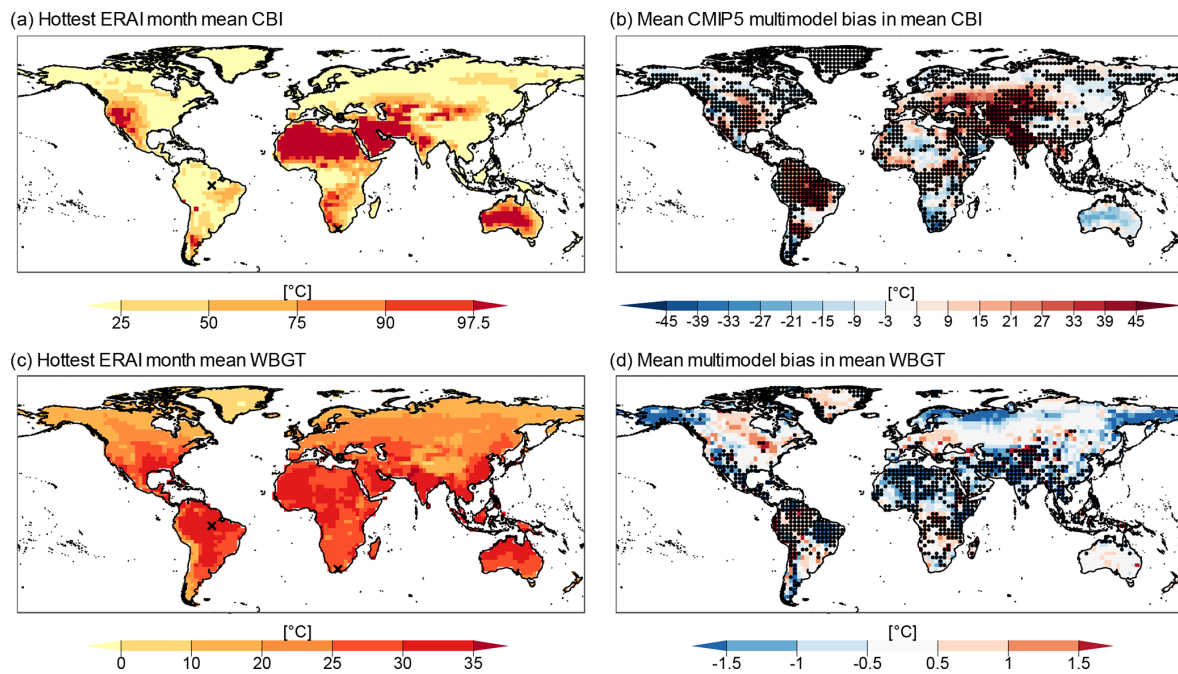 (a) Hottest ERAI month mean CBI
(b) Mean CMIP5 multimodel bias in mean CBI
[°C]
25 50 75 90 97.5
[°C]
-45 -39 -33 -27 -21 -15 -9 -3 3 9 15 21 27 33 39 45
(c) Hottest ERAI month mean WBGT
(d) Mean multimodel bias in mean WBGT
[°C]
0 10 20 25 30 35
[°C]
-1.5 -1 -0.5 0.5 1 1.5